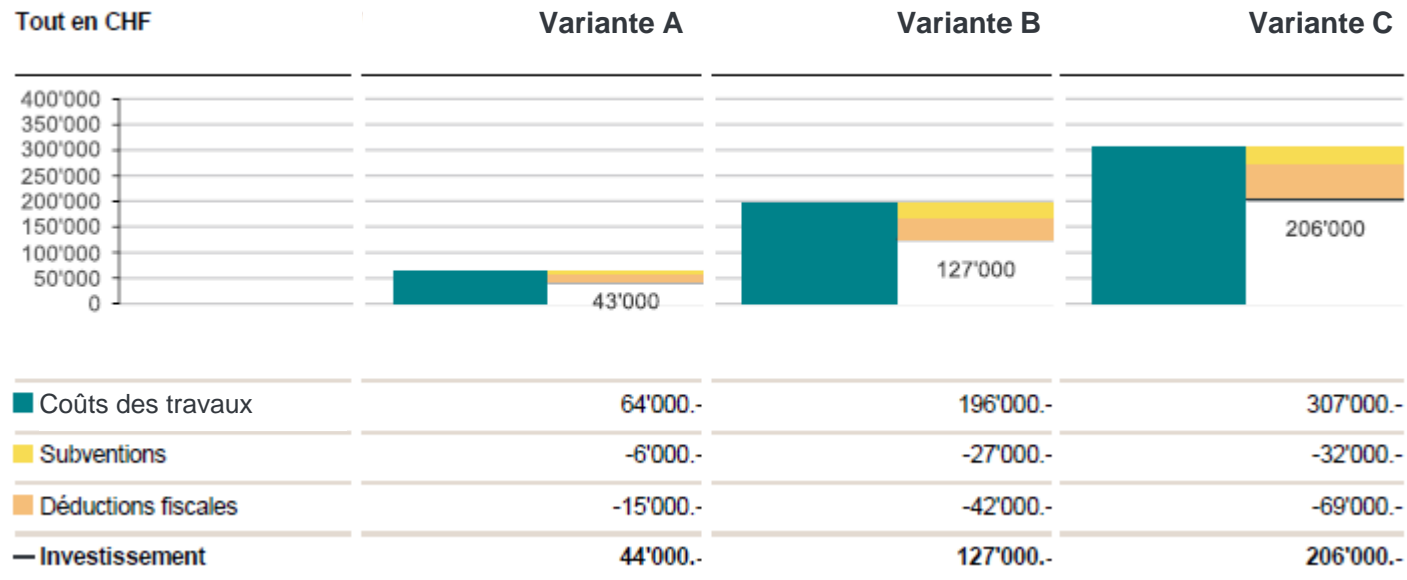 Tout en CHF Variante A Variante B Variante C
400'000
350'000
300'000
250'000
200'000
150'000
100'000
50'000
0
43'000
127'000
206'000
Coûts des travaux 64'000.- 196'000.- 307'000.-
Subventions -6'000.- -27'000.- -32'000.-
Déductions fiscales -15'000.- -42'000.- -69'000.-
Investissement 44'000.- 127'000.- 206'000.-